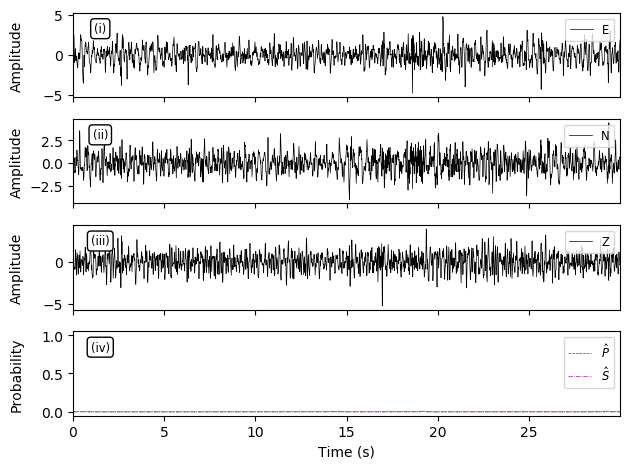 5
0
−5
Amplitude
(i)
E
2.5
0.0
−2.5
Amplitude
(ii)
N
0
−5
Amplitude
(iii)
Z
1.0
0.5
0.0
Probability
(iv)
P̂
Ŝ
0 5 10 15 20 25
Time (s)